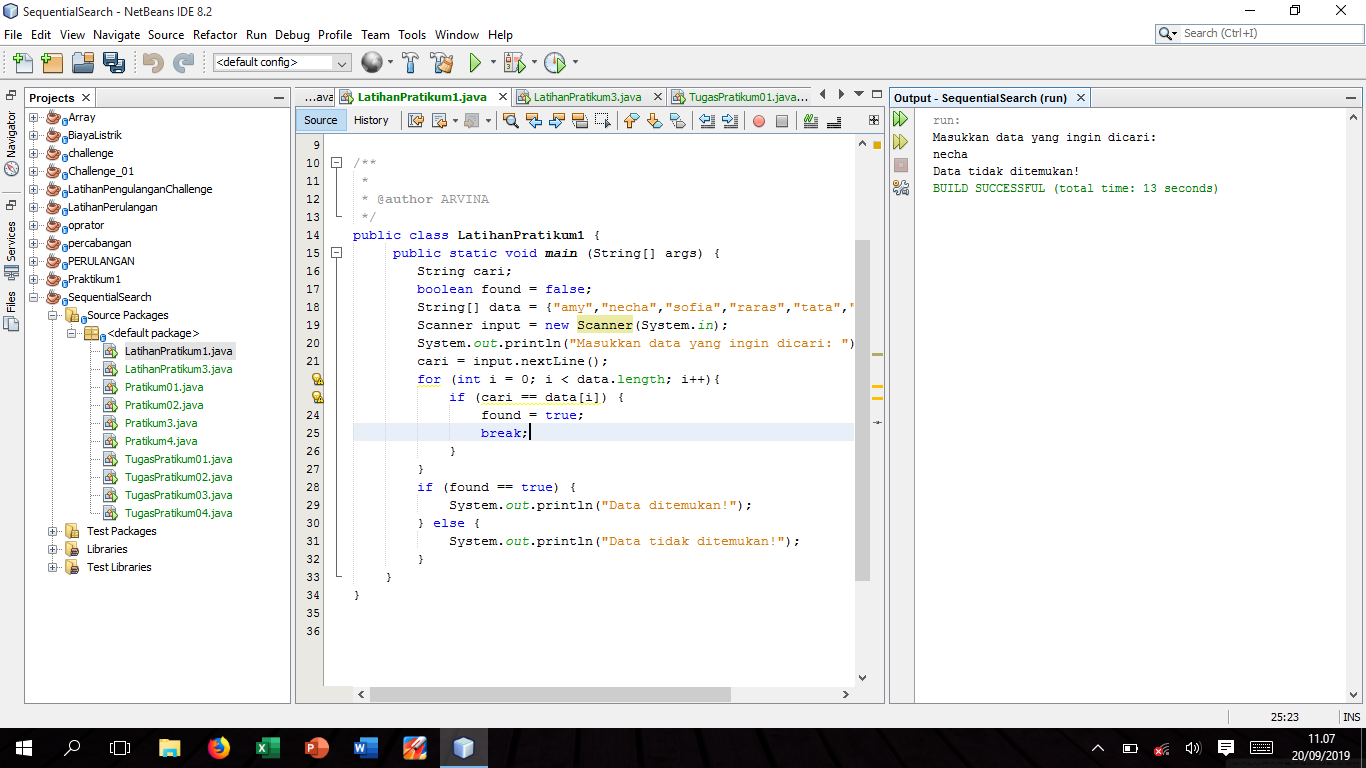 SequentialSearch - NetBeans IDE 8.2
File Edit View Navigate Source Refactor Run Debug Profile Team Tools Window Help
Search (Ctrl+I)
<default config>
Navigator
Services
Files
Projects
Array
BiayaListrik
challenge
Challenge_01
LatihanPengulanganChallenge
LatihanPerulangan
oprator
percabangan
PERULANGAN
Praktikum1
SequentialSearch
Source Packages
<default package>
LatihanPratikum1.java
LatihanPratikum3.java
Pratikum01.java
Pratikum02.java
Pratikum3.java
Pratikum4.java
TugasPratikum01.java
TugasPratikum02.java
TugasPratikum03.java
TugasPratikum04.java
Test Packages
Libraries
Test Libraries
...ava LatihanPratikum1.java LatihanPratikum3.java TugasPratikum01.java...
Source History
9
10 /**
11 *
12 * @author ARVINA
13 */
14 public class LatihanPratikum1 {
15 public static void main (String[] args) {
16 String cari;
17 boolean found = false;
18 String[] data = {"amy","necha","sofia","raras","tata","
19 Scanner input = new Scanner(System.in);
20 System.out.println("Masukkan data yang ingin dicari: ")
21 cari = input.nextLine();
for (int i = 0; i < data.length; i++){
if (cari == data[i]) {
24 found = true;
25 break;
26 }
27 }
28 if (found == true) {
29 System.out.println("Data ditemukan!");
30 } else {
31 System.out.println("Data tidak ditemukan!");
32 }
33 }
34 }
35
36
Output - SequentialSearch (run)
run:
Masukkan data yang ingin dicari:
necha
Data tidak ditemukan!
BUILD SUCCESSFUL (total time: 13 seconds)
25:23 INS
11.07
20/09/2019